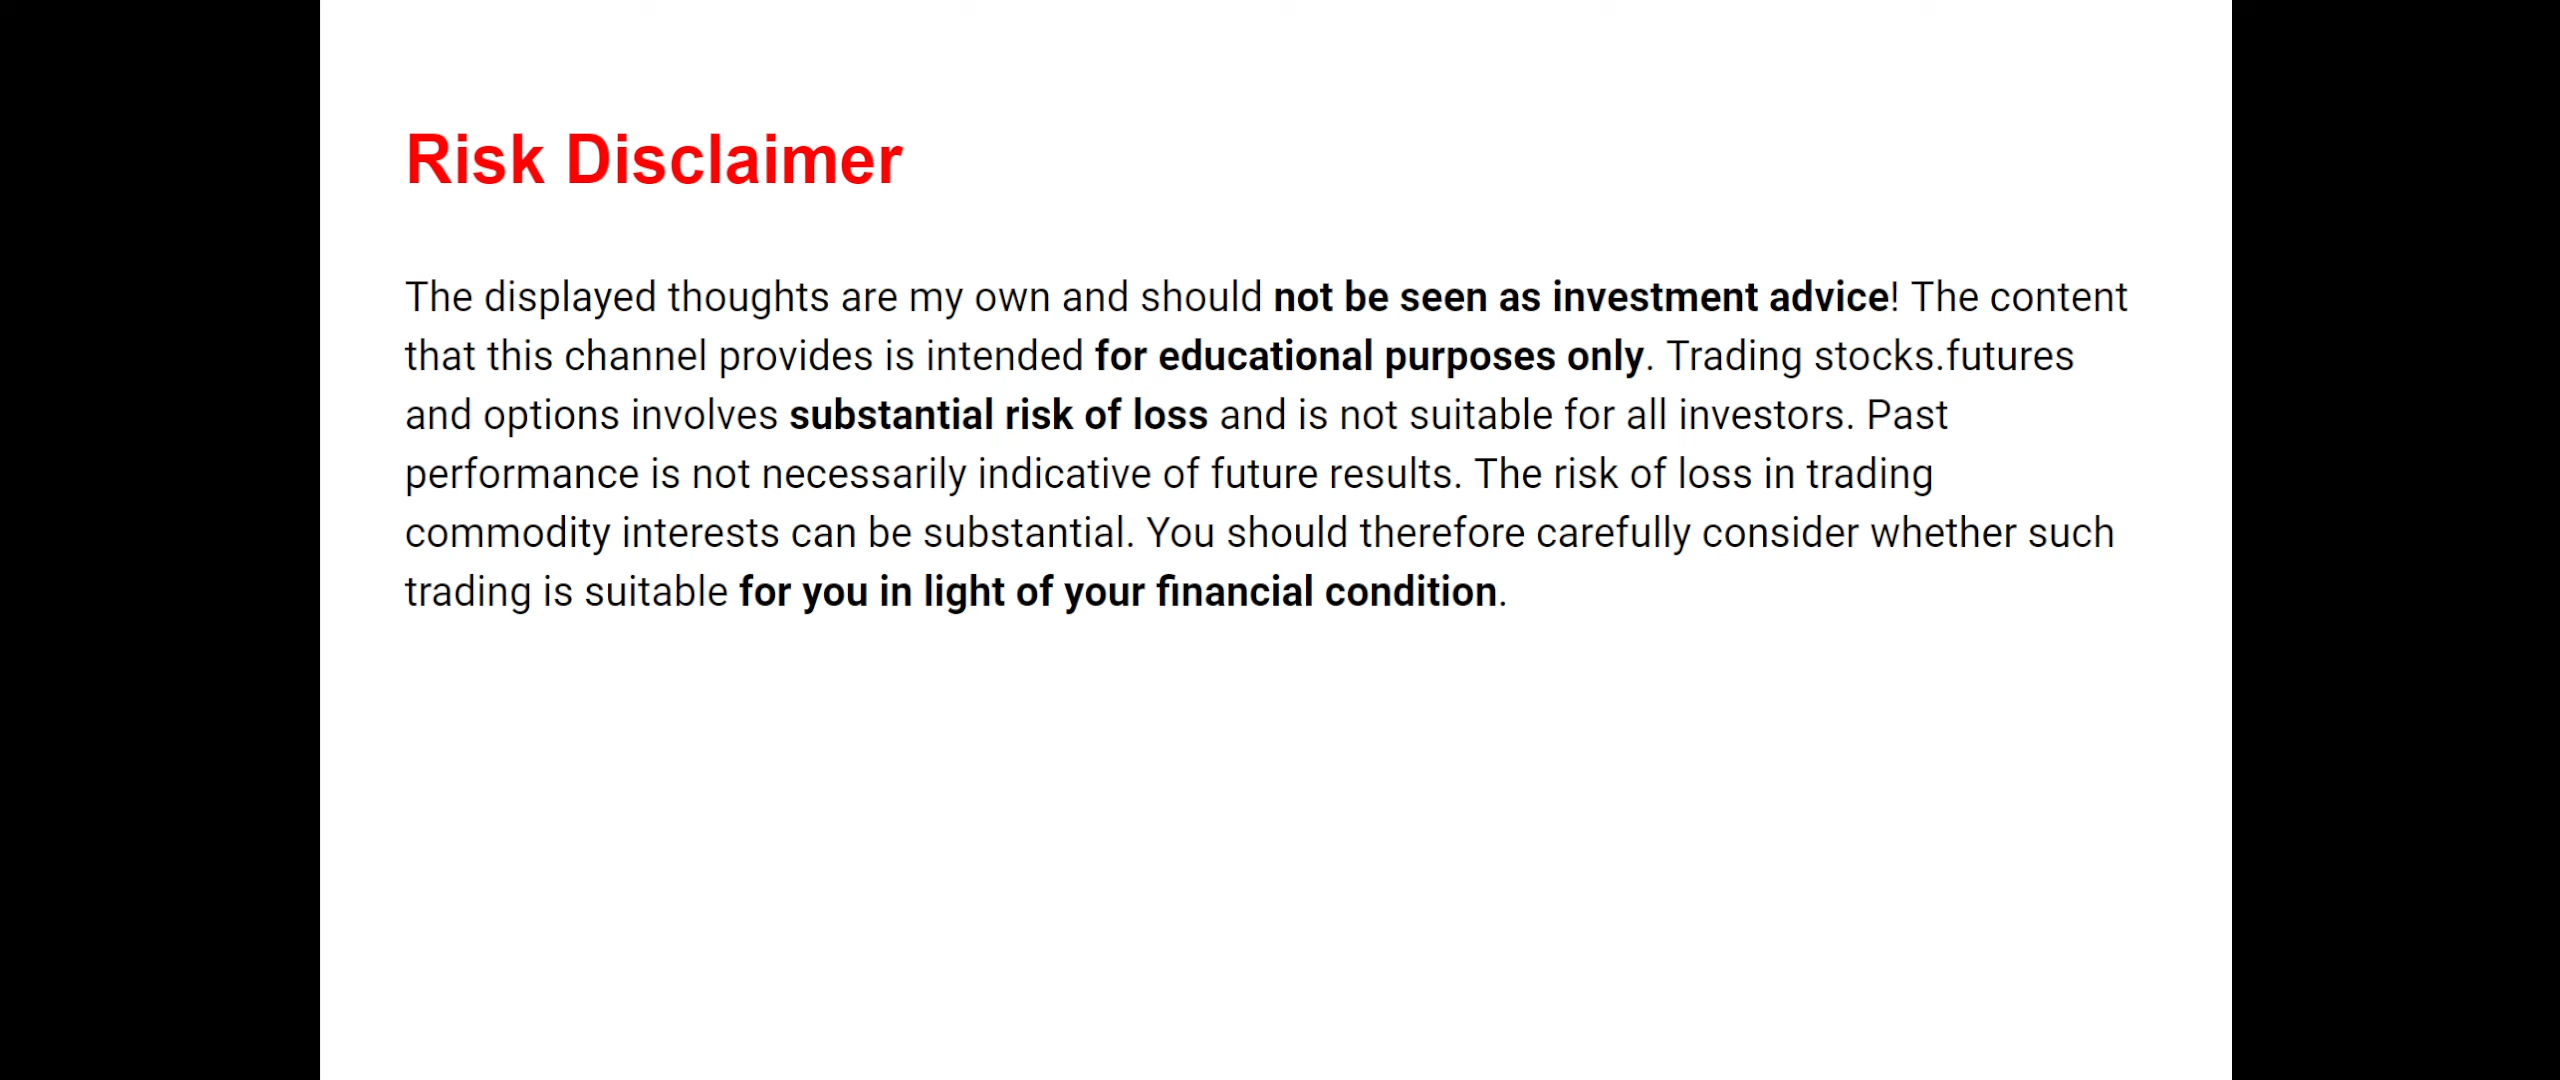 Risk Disclaimer
The displayed thoughts are my own and should not be seen as investment advice! The content
that this channel provides is intended for educational purposes only. Trading stocks.futures
and options involves substantial risk of loss and is not suitable for all investors. Past
performance is not necessarily indicative of future results. The risk of loss in trading
commodity interests can be substantial. You should therefore carefully consider whether such
trading is suitable for you in light of your financial condition.